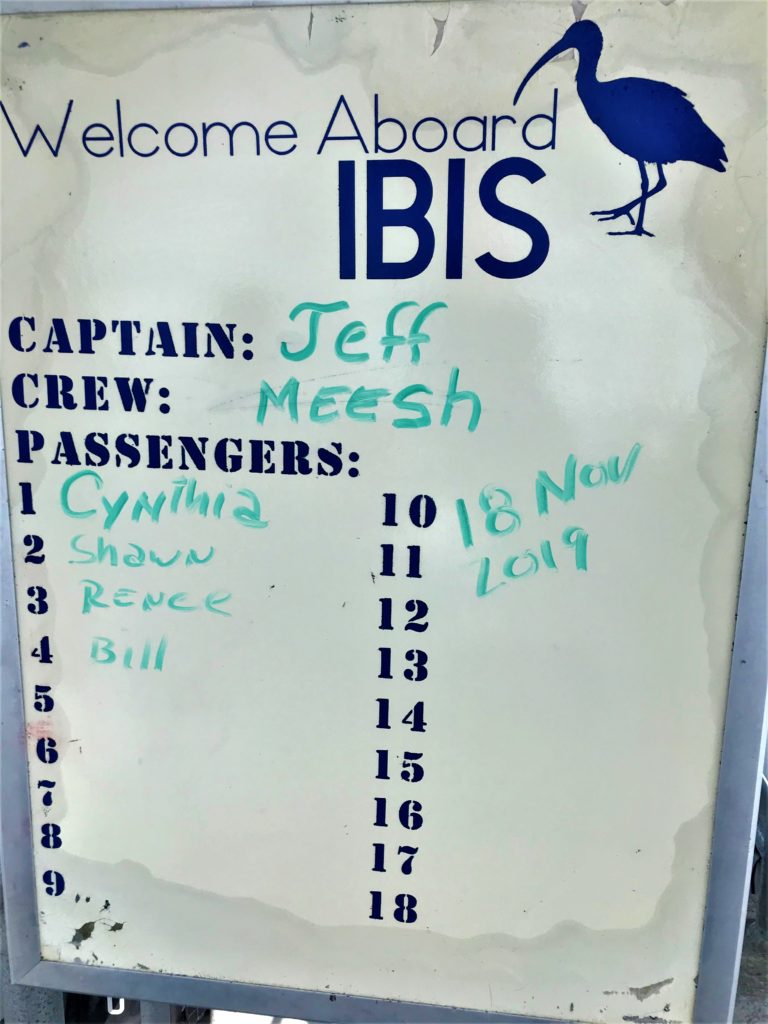 Welcome Aboard
IBIS
CAPTAIN: Jeff
CREW: MEESh
PASSENGERS:
1 CyNthia
2 Shawn
3 RENEE
4 Bill
5
6
7
8
9
10 18 Nov
11 2019
12
13
14
15
16
17
18